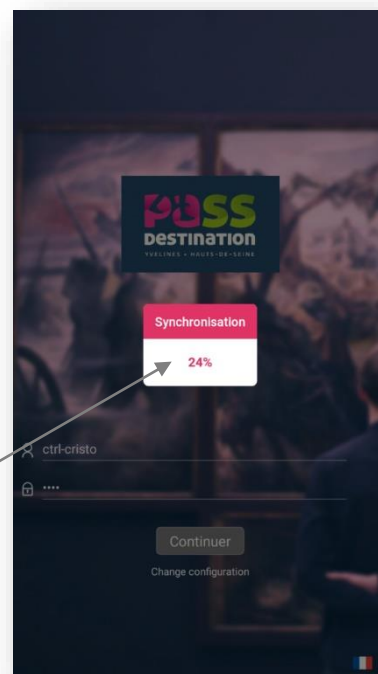 pass
DESTINATION
YVELINES + HAUTS-DE-SEINE
Synchronisation
24%
ctrl-cristo
••••
Continuer
Change configuration